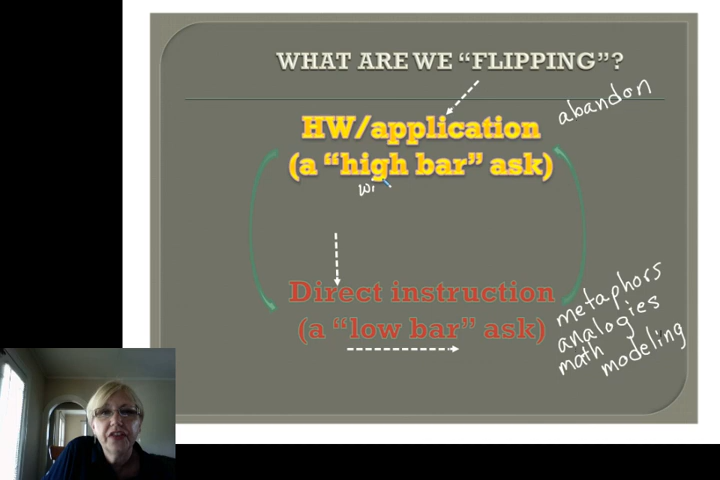 WHAT ARE WE “FLIPPING”?
abandon
HW/application
(a “high bar” ask)
wi
Direct instruction
(a “low bar” ask)
metaphors
analogies
math modeling